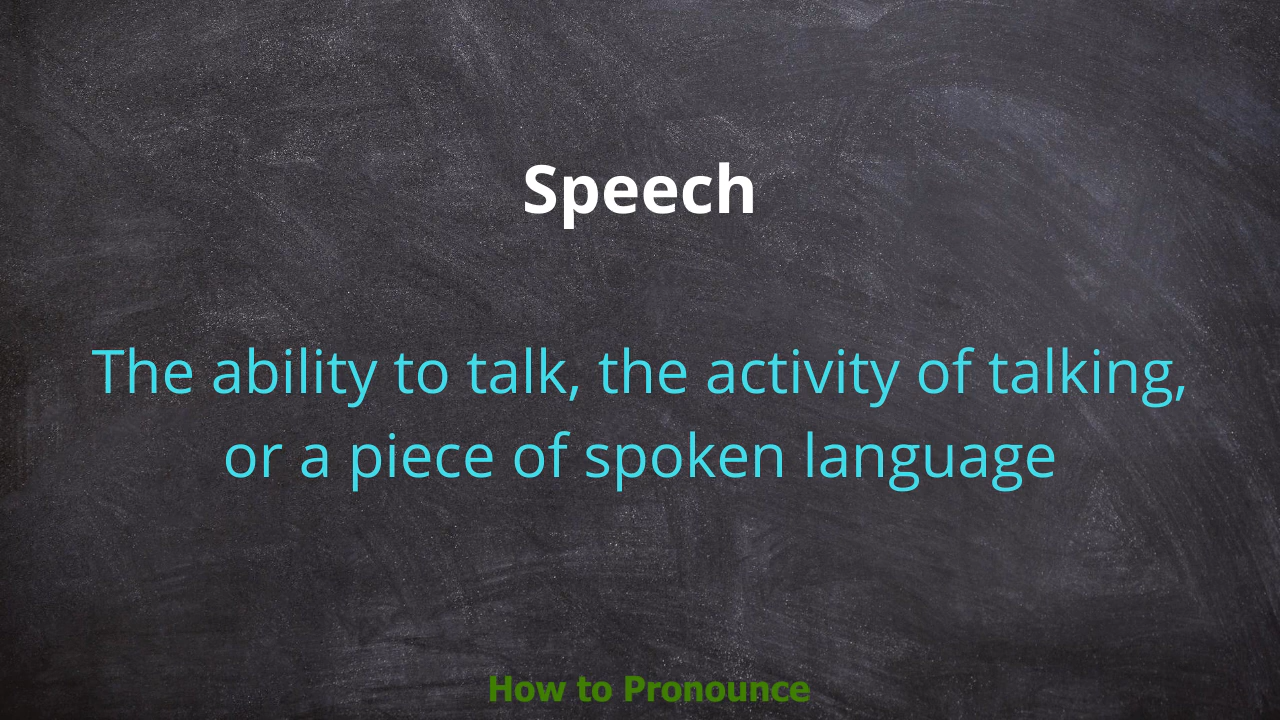 Speech
The ability to talk, the activity of talking,
or a piece of spoken language
How to Pronounce